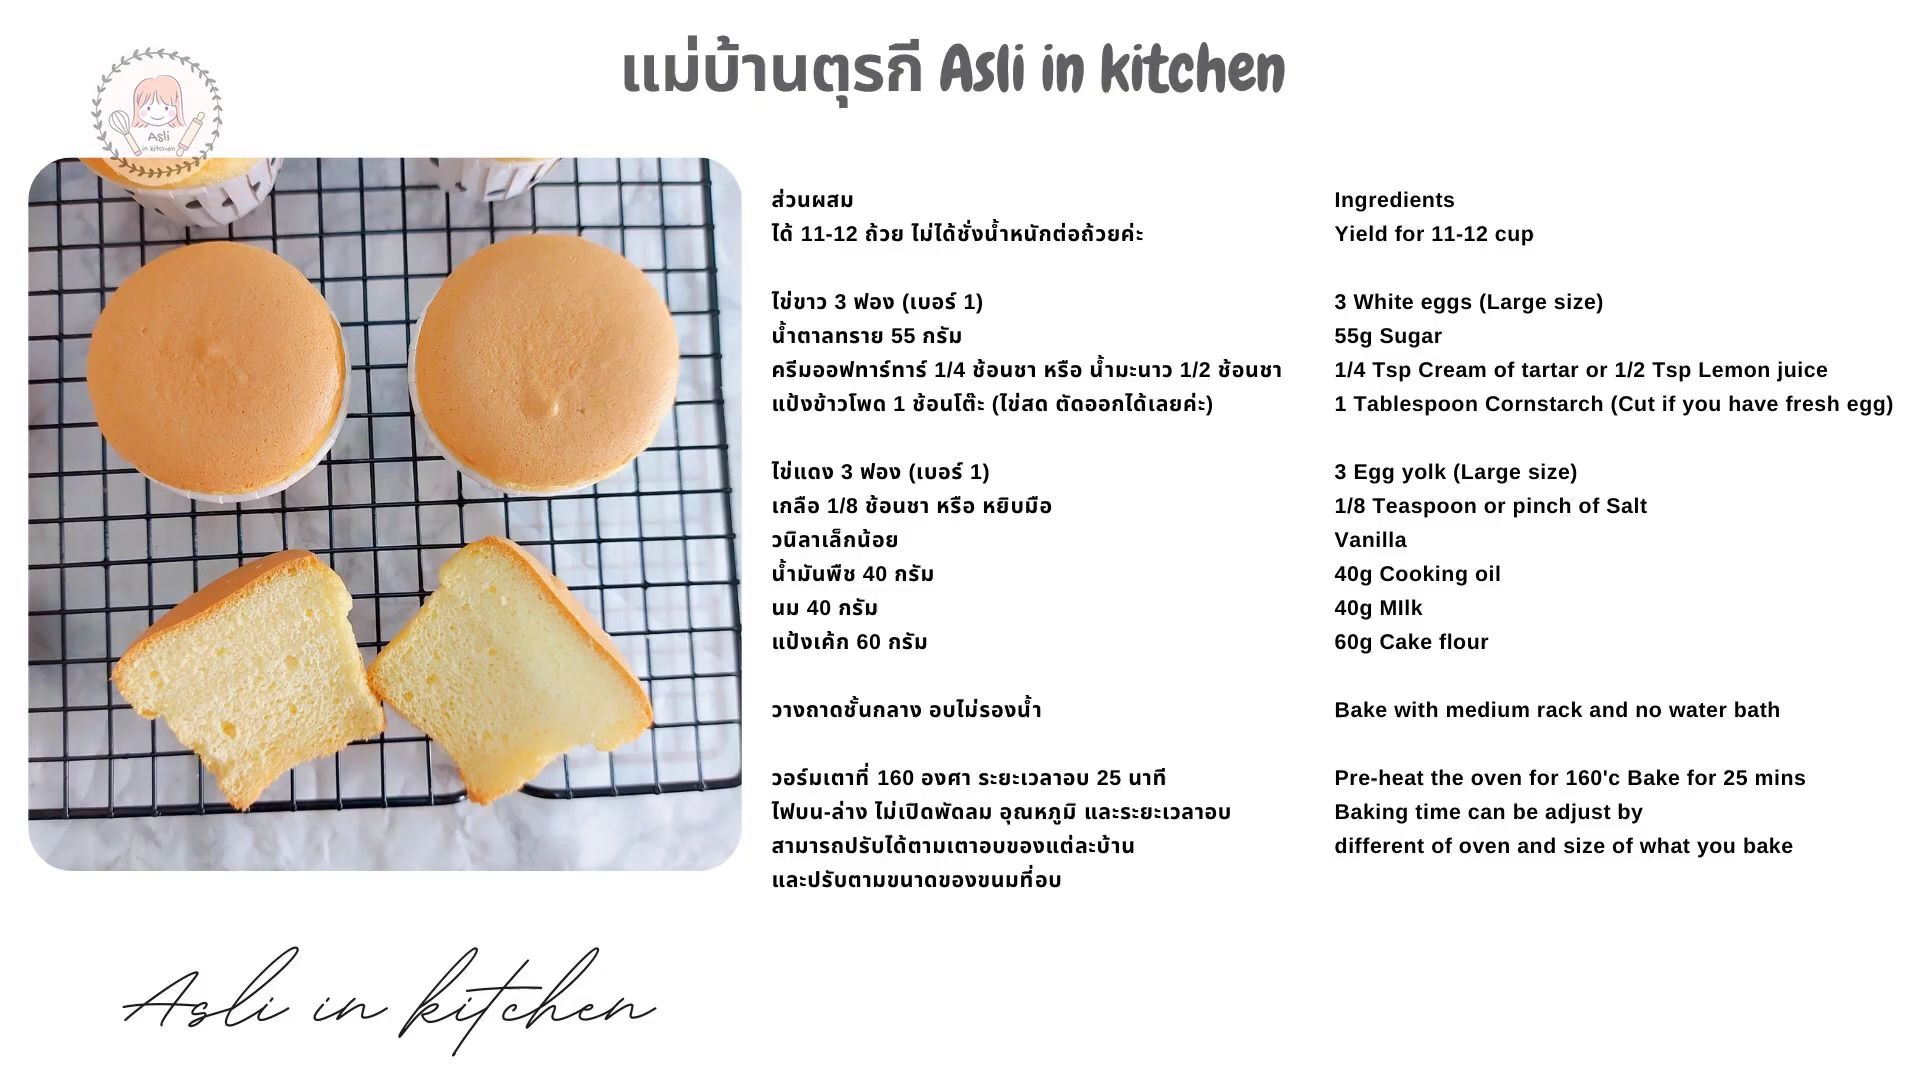 แม่บ้านตุรกี Asli in kitchen
Asli
in kitchen
ส่วนผสม
ได้ 11-12 ถ้วย ไม่ได้ชั่งน้ำหนักต่อถ้วยค่ะ
ไข่ขาว 3 ฟอง (เบอร์ 1)
น้ำตาลทราย 55 กรัม
ครีมออฟทาร์ทาร์ 1/4 ช้อนชา หรือ น้ำมะนาว 1/2 ช้อนชา
แป้งข้าวโพด 1 ช้อนโต๊ะ (ไข่สด ตัดออกได้เลยค่ะ)
ไข่แดง 3 ฟอง (เบอร์ 1)
เกลือ 1/8 ช้อนชา หรือ หยิบมือ
วนิลาเล็กน้อย
น้ำมันพืช 40 กรัม
นม 40 กรัม
แป้งเค้ก 60 กรัม
วางถาดชั้นกลาง อบไม่รองน้ำ
วอร์มเตาที่ 160 องศา ระยะเวลาอบ 25 นาที
ไฟบน-ล่าง ไม่เปิดพัดลม อุณหภูมิ และระยะเวลาอบ
สามารถปรับได้ตามเตาอบของแต่ละบ้าน
และปรับตามขนาดของขนมที่อบ
Ingredients
Yield for 11-12 cup
3 White eggs (Large size)
55g Sugar
1/4 Tsp Cream of tartar or 1/2 Tsp Lemon juice
1 Tablespoon Cornstarch (Cut if you have fresh egg)
3 Egg yolk (Large size)
1/8 Teaspoon or pinch of Salt
Vanilla
40g Cooking oil
40g MIlk
60g Cake flour
Bake with medium rack and no water bath
Pre-heat the oven for 160'c Bake for 25 mins
Baking time can be adjust by
different of oven and size of what you bake
Asli in kitchen